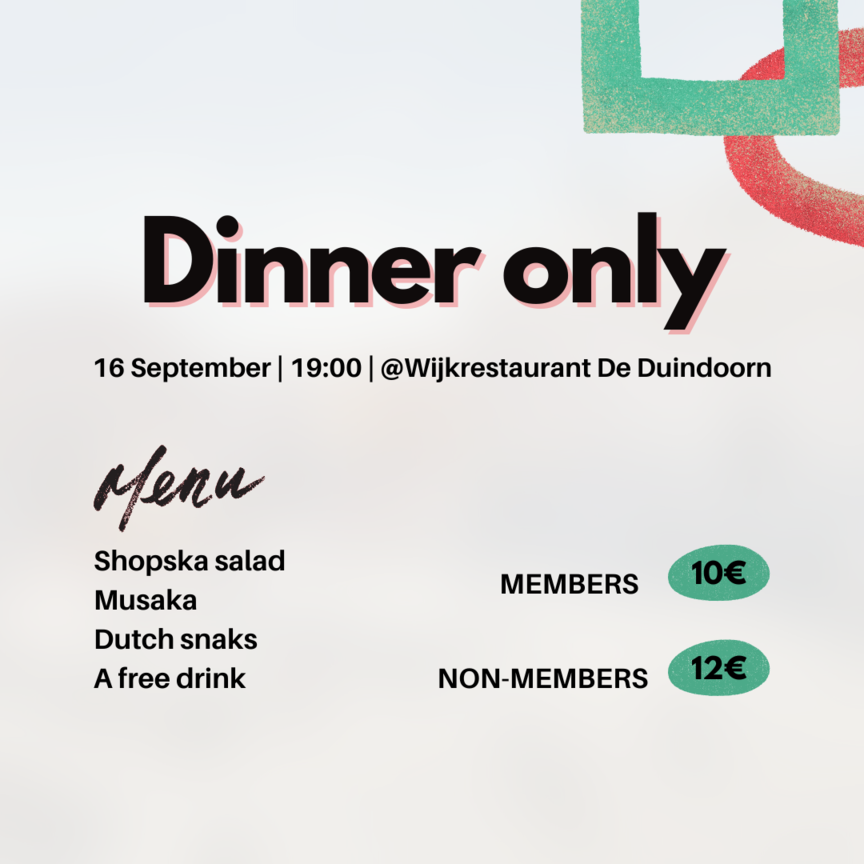 Dinner only
16 September | 19:00 | @Wijkrestaurant De Duindoorn
Menu
Shopska salad
Musaka
Dutch snaks
A free drink
MEMBERS 10€
NON-MEMBERS 12€